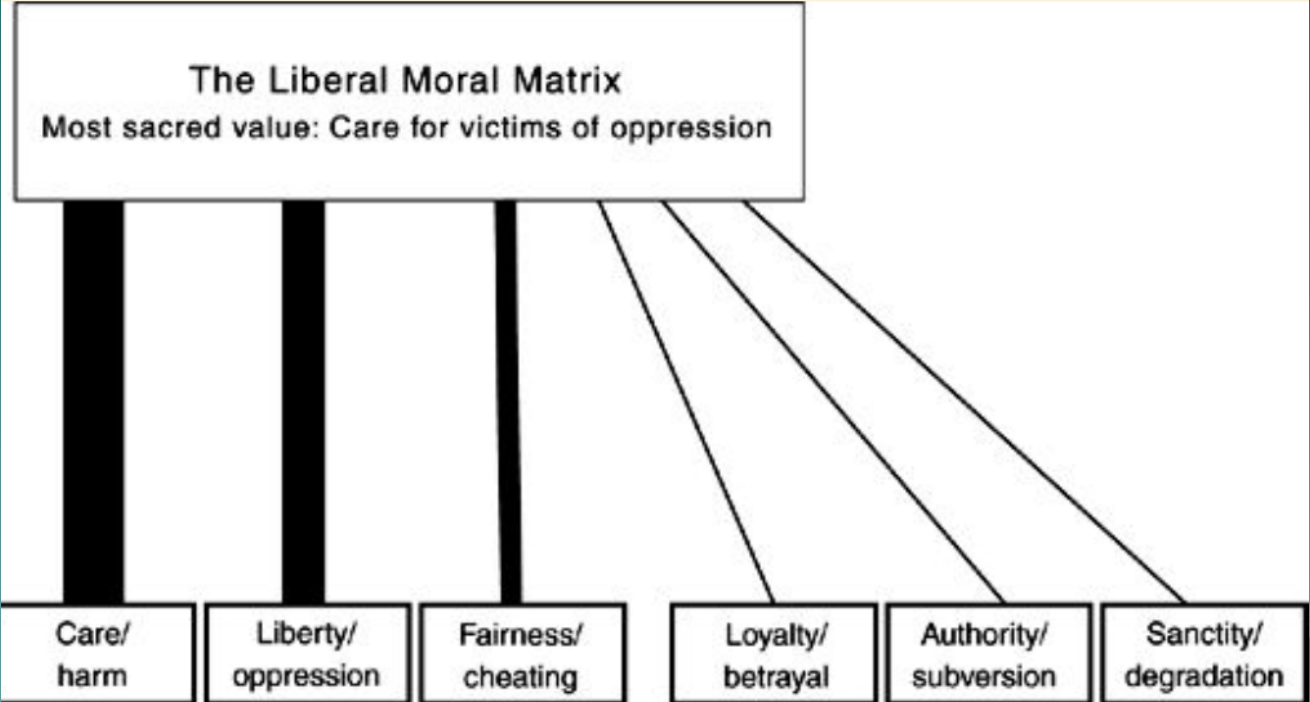 The Liberal Moral Matrix
Most sacred value: Care for victims of oppression
Care/
harm
Liberty/
oppression
Fairness/
cheating
Loyalty/
betrayal
Authority/
subversion
Sanctity/
degradation